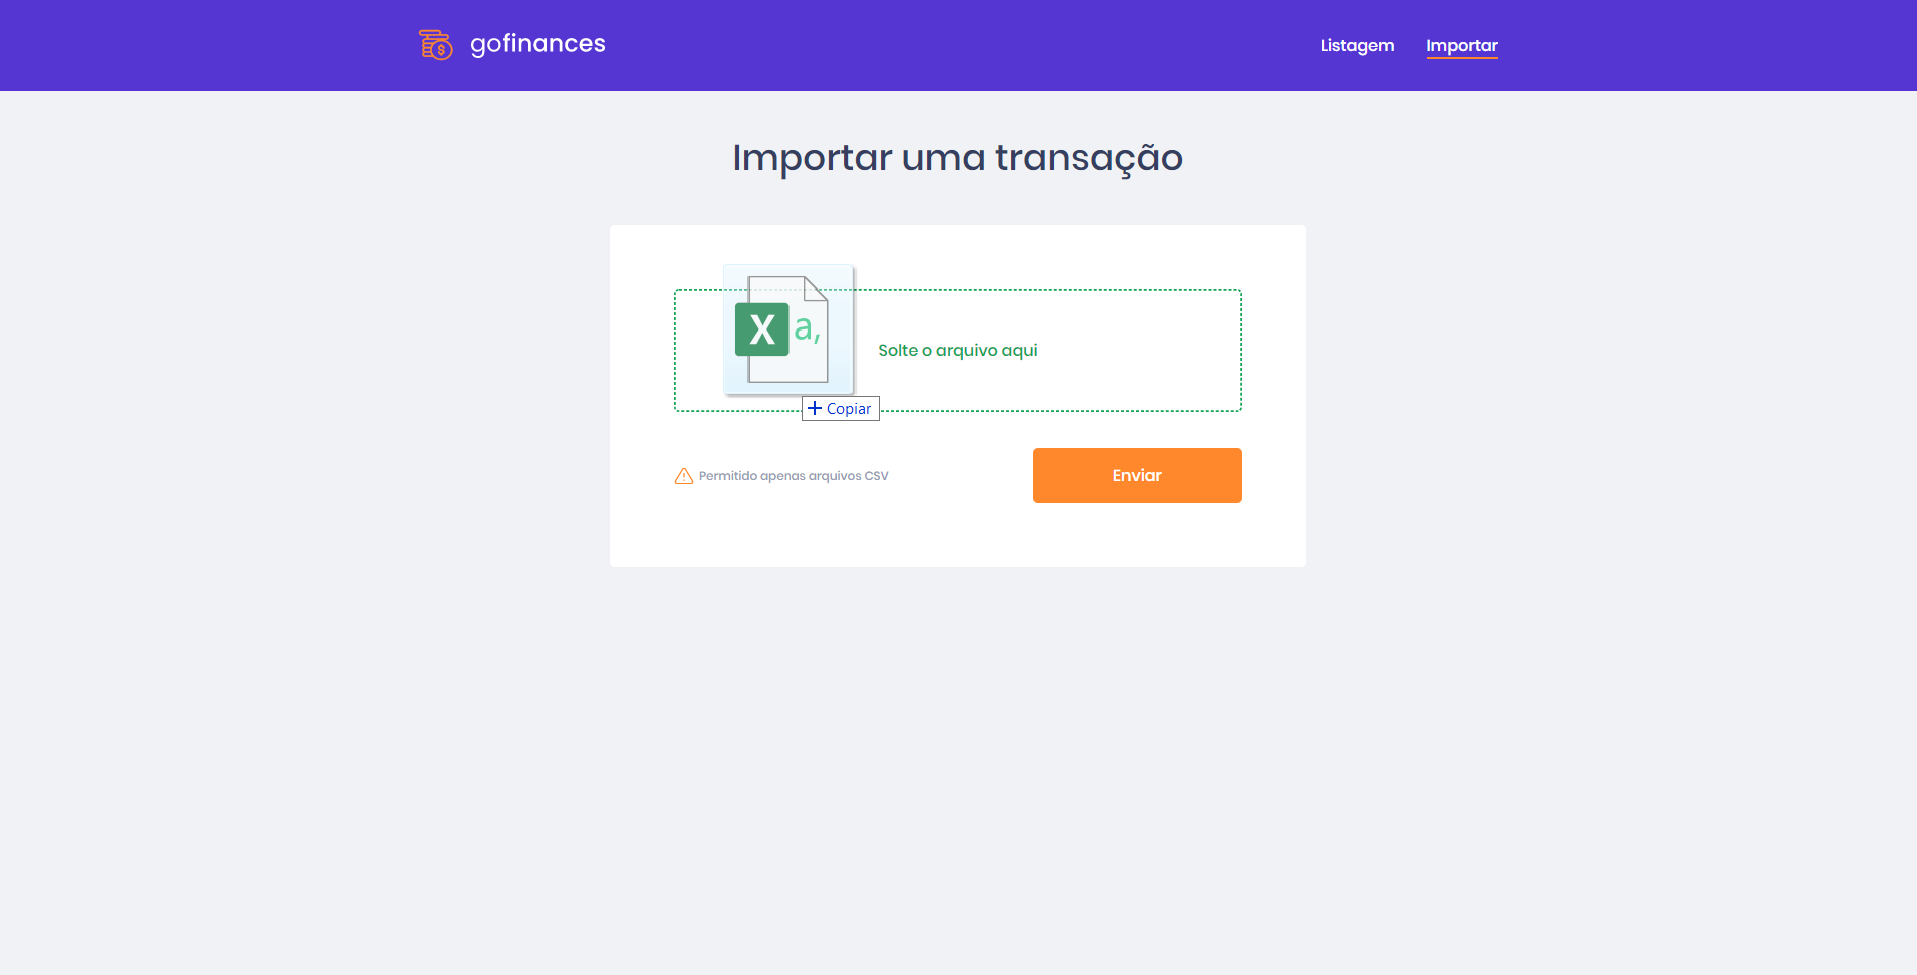 gofinances
Listagem
Importar
Importar uma transação
X a,
Solte o arquivo aqui
Copiar
Permitido apenas arquivos CSV
Enviar